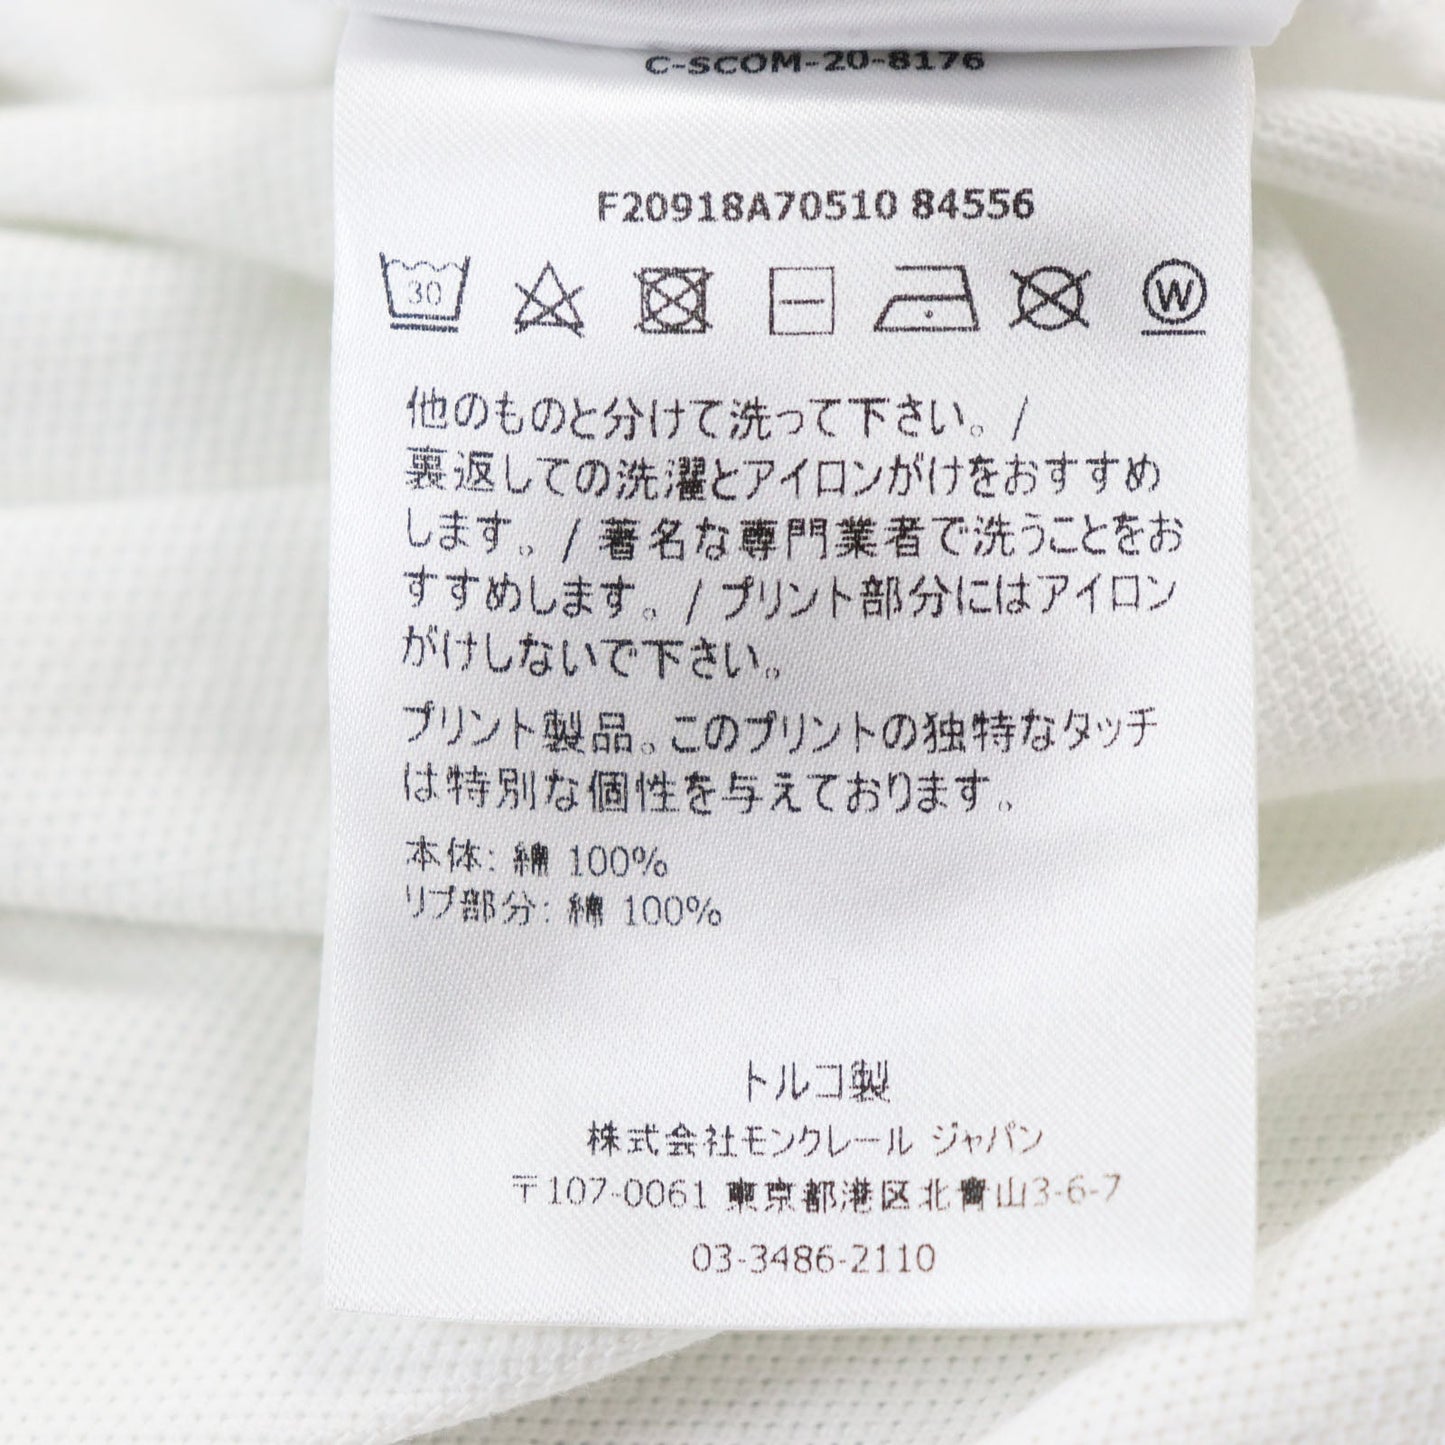 C-SCOM-20-8176
F20918A70510 84556
30
W
他のものと分けて洗って下さい。/
裏返しての洗濯とアイロンがけをおすすめ
します。/ 著名な専門業者で洗うことをお
すすめします。/ プリント部分にはアイロン
がけしないで下さい。
プリント製品。このプリントの独特なタッチ
は特別な個性を与えております。
本体: 綿 100%
リブ部分: 綿 100%
トルコ製
株式会社モンクレール ジャパン
〒107-0061 東京都港区北青山3-6-7
03-3486-2110